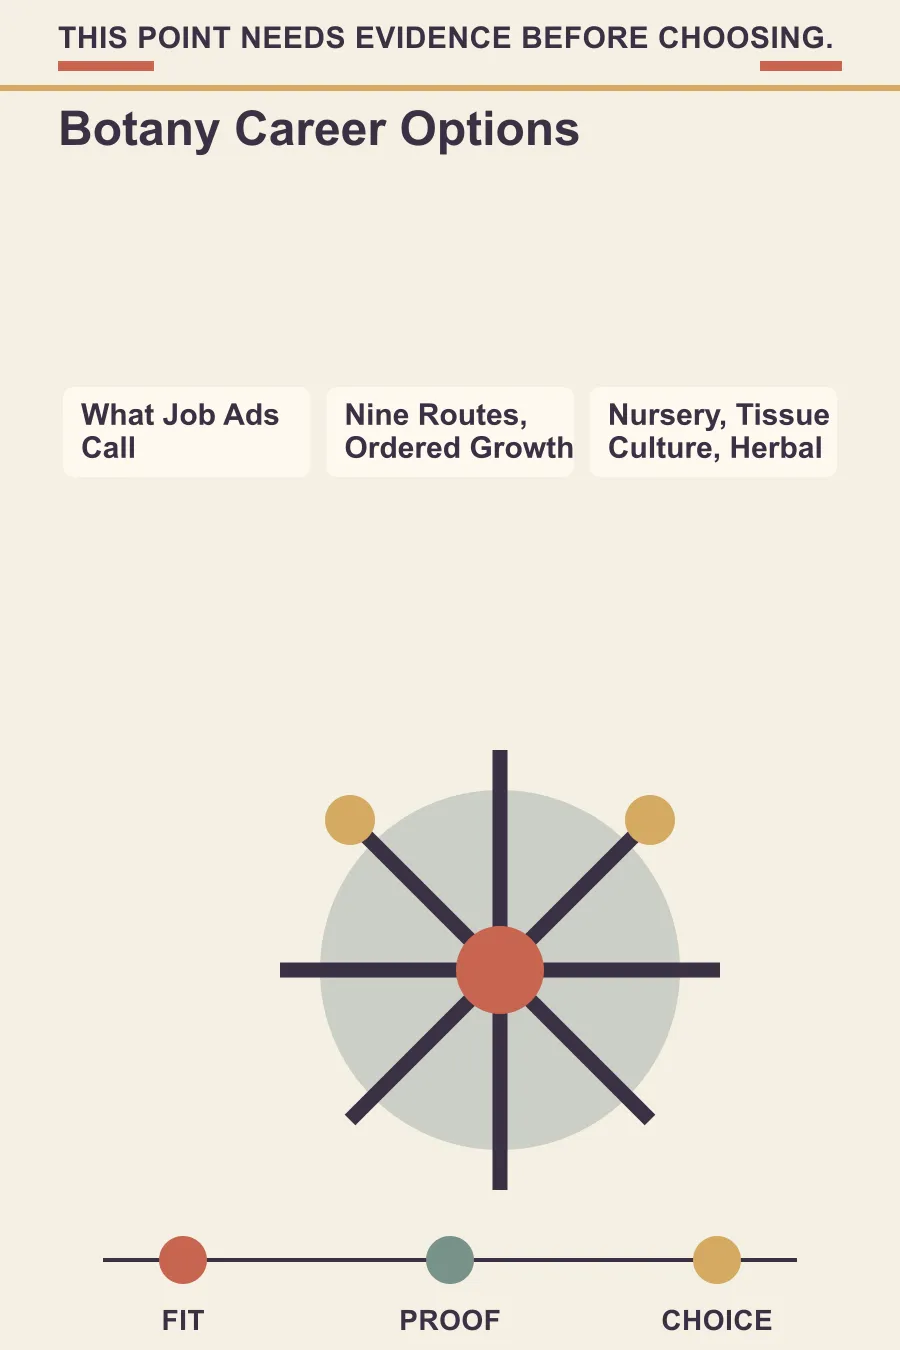 THIS POINT NEEDS EVIDENCE BEFORE CHOOSING.
Botany Career Options
What Job Ads
Call
Nine Routes,
Ordered Growth
Nursery, Tissue
Culture, Herbal
FIT
PROOF
CHOICE